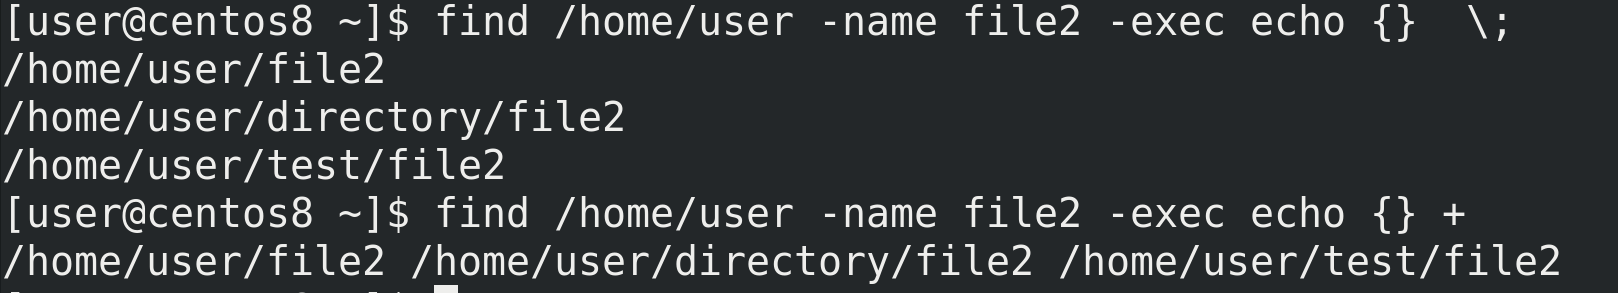 [user@centos8 ~]$ find /home/user -name file2 -exec echo {}  \;
/home/user/file2
/home/user/directory/file2
/home/user/test/file2
[user@centos8 ~]$ find /home/user -name file2 -exec echo {} +
/home/user/file2 /home/user/directory/file2 /home/user/test/file2